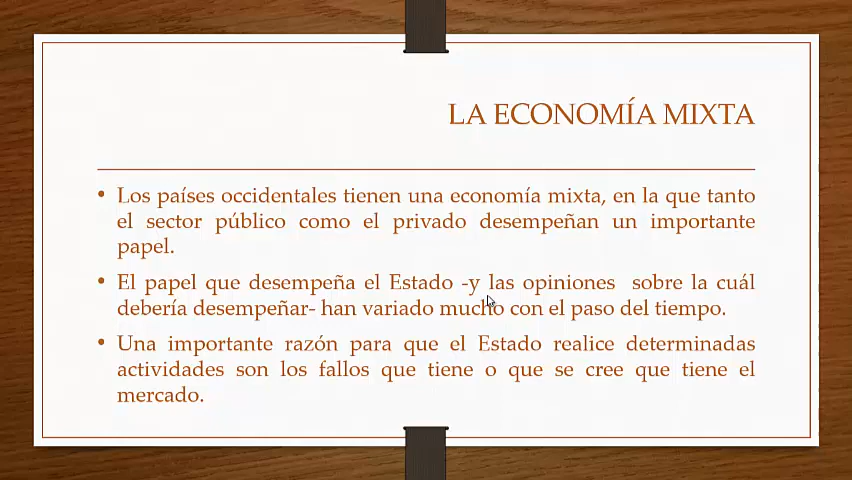 LA ECONOMÍA MIXTA
• Los países occidentales tienen una economía mixta, en la que tanto
el sector público como el privado desempeñan un importante
papel.
• El papel que desempeña el Estado -y las opiniones sobre la cuál
debería desempeñar- han variado mucho con el paso del tiempo.
• Una importante razón para que el Estado realice determinadas
actividades son los fallos que tiene o que se cree que tiene el
mercado.